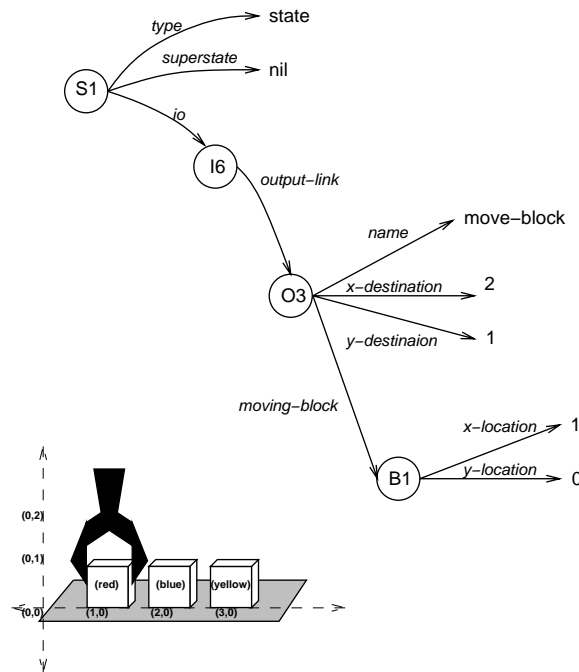 type
state
superstate
nil
S1
io
I6
output-link
name
move-block
O3
x-destination
2
y-destinaion
1
moving-block
x-location
1
B1
y-location
0
(0,2)
(0,1)
(red)
(blue)
(yellow)
(0,0)
(1,0)
(2,0)
(3,0)